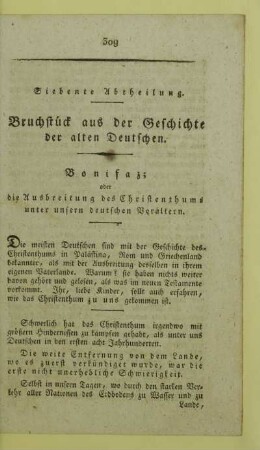 309
Siebente Abtheilung.
Bruchstück aus der Geschichte
der alten Deutschen.
Bonifaz;
oder
die Ausbreitung des Christenthums
unter unsern deutschen Vorältern.
Die meisten Deutschen sind mit der Geschichte des
Christenthums in Palästina, Rom und Griechenland
bekannter, als mit der Ausbreitung desselben in ihrem
eigenen Vaterlande. Warum? sie haben nichts weiter
davon gehört und gelesen, als was im neuen Testamente
vorkommt. Ihr, liebe Kinder, sollt auch erfahren,
wie das Christenthum zu uns gekommen ist.
Schwerlich hat das Christenthum irgendwo mit
größern Hindernissen zu kämpfen gehabt, als unter uns
Deutschen in den ersten acht Jahrhunderten.
Die weite Entfernung von dem Lande,
wo es zuerst verkündiget wurde, war die
erste nicht unerhebliche Schwierigkeit.
Selbst in unsern Tagen, wo durch den starken Ver-
kehr aller Nationen des Erdbodens zu Wasser und zu
Lande,